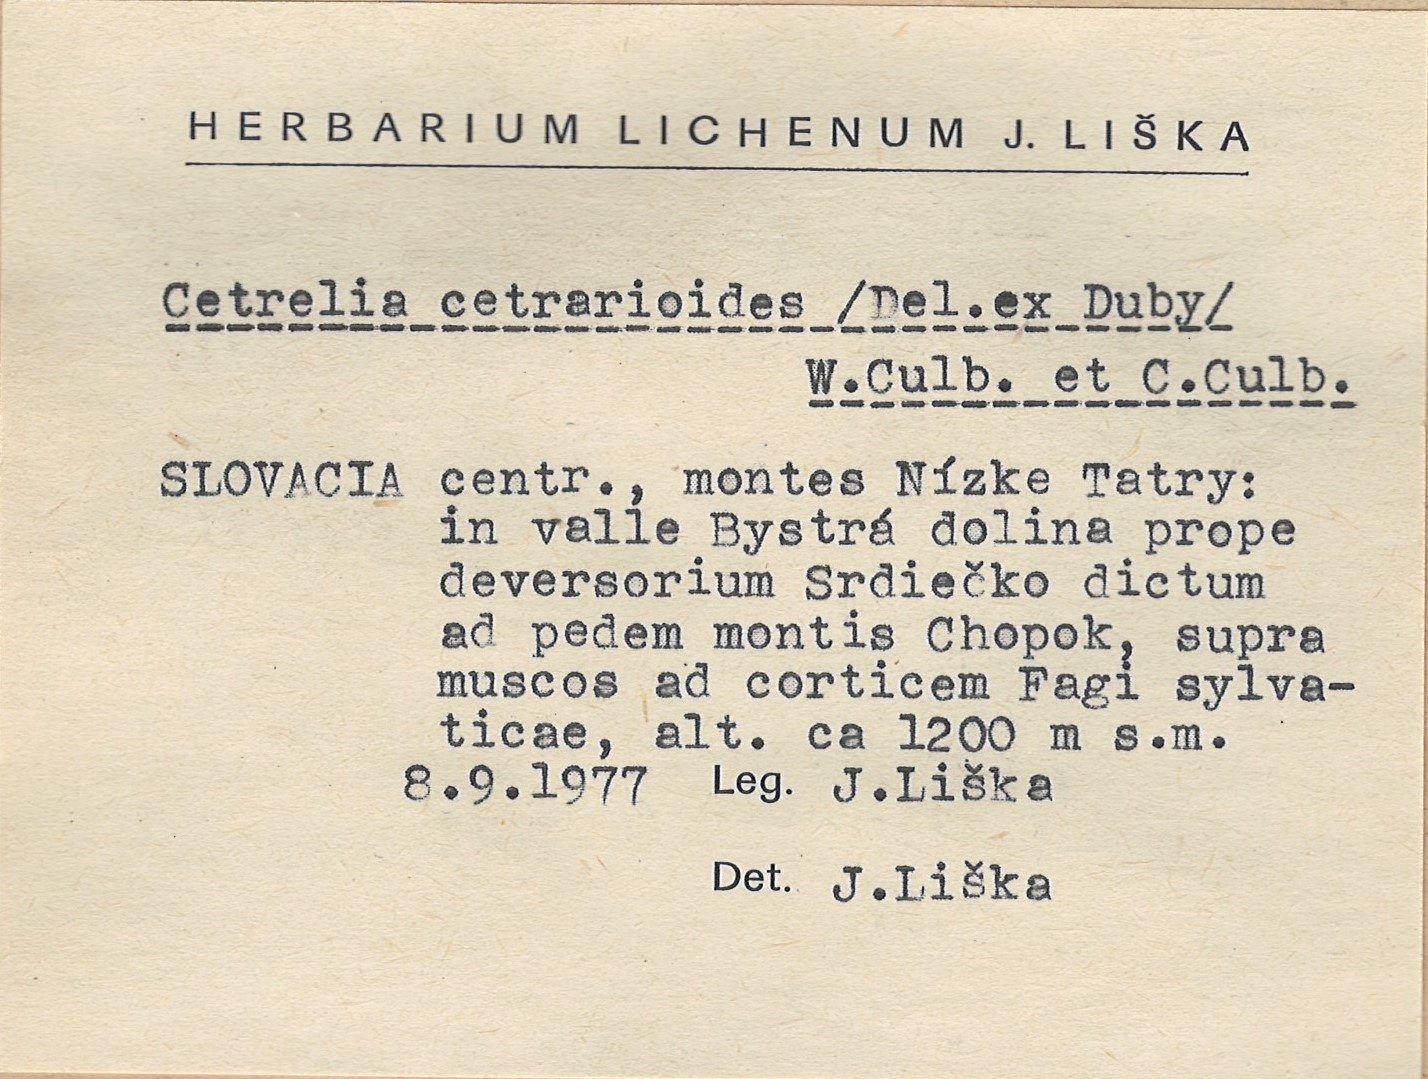 HERBARIUM LICHENUM J. LIŠKA
Cetrelia cetrarioides /Del.ex Duby/
W.Culb. et C.Culb.
SLOVACIA centr., montes Nízke Tatry:
in valle Bystrá dolina prope
deversorium Srdiečko dictum
ad pedem montis Chopok, supra
muscos ad corticem Fagi sylva-
ticae, alt. ca 1200 m s.m.
8.9.1977 Leg. J.Liška
Det. J.Liška